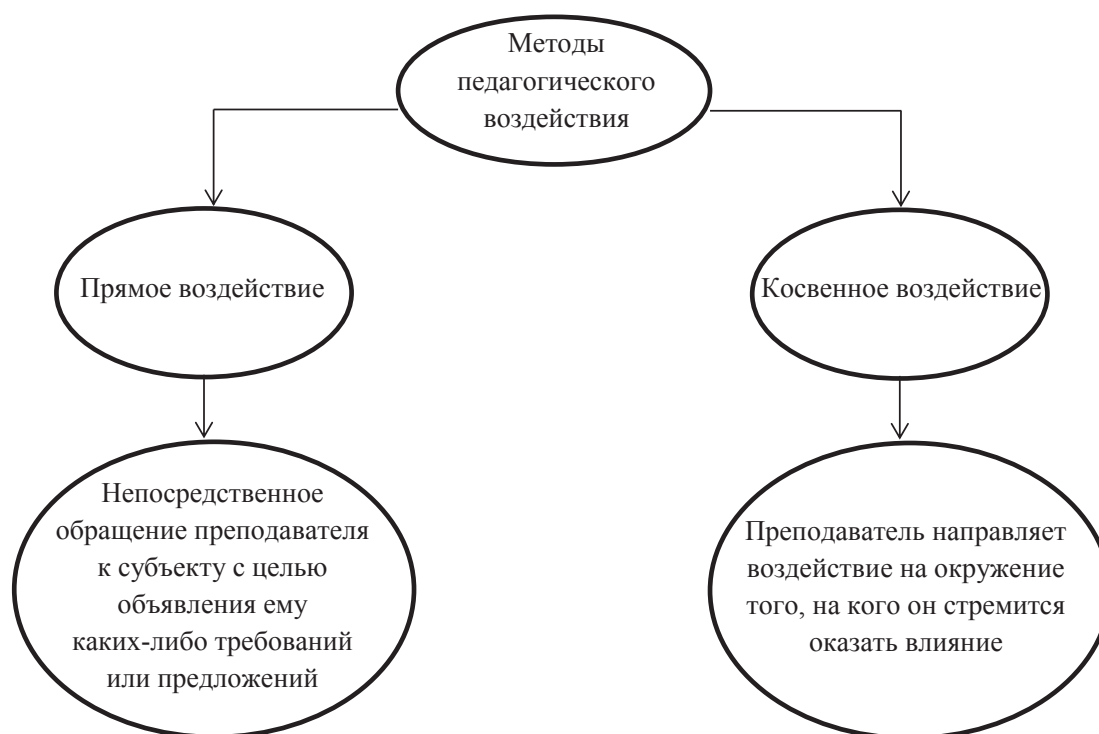 Методы
педагогического
воздействия
Прямое воздействие
Косвенное воздействие
Непосредственное
обращение преподавателя
к субъекту с целью
объявления ему
каких-либо требований
или предложений
Преподаватель направляет
воздействие на окружение
того, на кого он стремится
оказать влияние